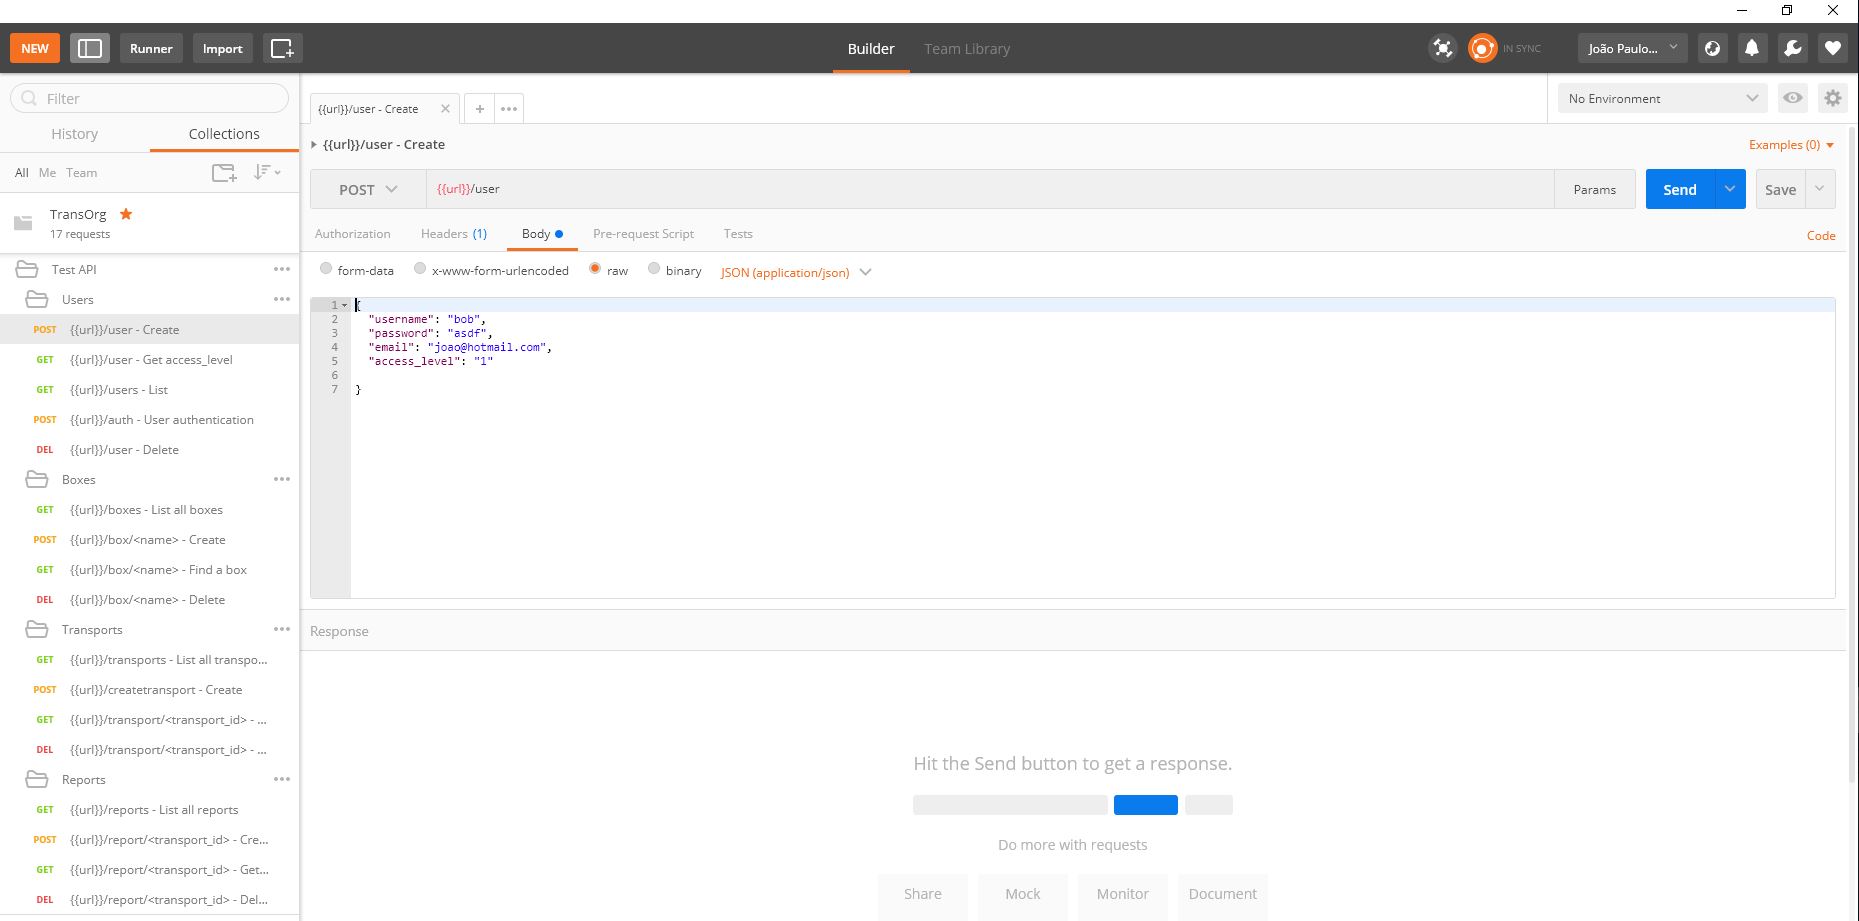 NEW Runner Import Builder Team Library IN SYNC João Paulo...
Filter
History Collections
All Me Team
TransOrg
17 requests
Test API
Users
POST {{url}}/user - Create
GET {{url}}/user - Get access_level
GET {{url}}/users - List
POST {{url}}/auth - User authentication
DEL {{url}}/user - Delete
Boxes
GET {{url}}/boxes - List all boxes
POST {{url}}/box/<name> - Create
GET {{url}}/box/<name> - Find a box
DEL {{url}}/box/<name> - Delete
Transports
GET {{url}}/transports - List all transpo...
POST {{url}}/createtransport - Create
GET {{url}}/transport/<transport_id> - ...
DEL {{url}}/transport/<transport_id> - ...
Reports
GET {{url}}/reports - List all reports
POST {{url}}/report/<transport_id> - Cre...
GET {{url}}/report/<transport_id> - Get...
DEL {{url}}/report/<transport_id> - Del...
{{url}}/user - Create
No Environment
{{url}}/user - Create
Examples (0)
POST {{url}}/user Params Send Save
Authorization Headers (1) Body Pre-request Script Tests Code
form-data x-www-form-urlencoded raw binary JSON (application/json)
1 {
2 "username": "bob",
3 "password": "asdf",
4 "email": "joao@hotmail.com",
5 "access_level": "1"
6
7 }
Response
Hit the Send button to get a response.
Do more with requests
Share Mock Monitor Document